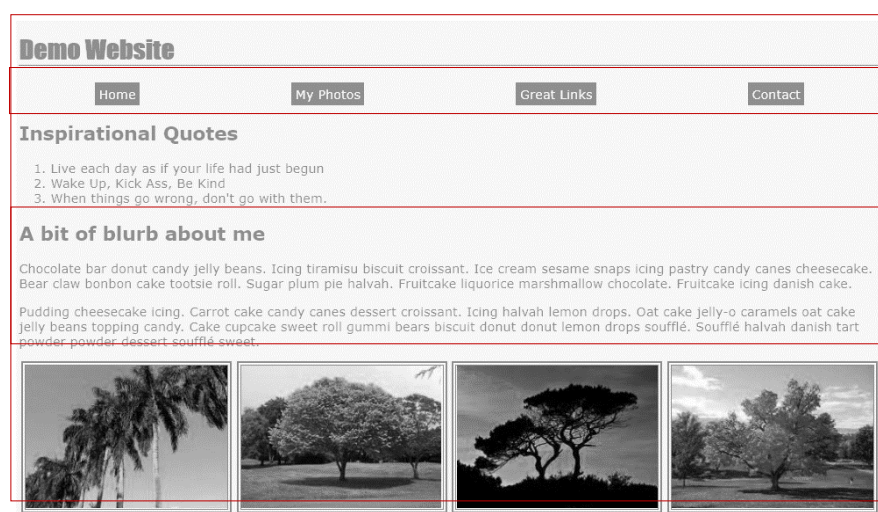 Demo Website
Home My Photos Great Links Contact
Inspirational Quotes
1. Live each day as if your life had just begun
2. Wake Up, Kick Ass, Be Kind
3. When things go wrong, don't go with them.
A bit of blurb about me
Chocolate bar donut candy jelly beans. Icing tiramisu biscuit croissant. Ice cream sesame snaps icing pastry candy canes cheesecake.
Bear claw bonbon cake tootsie roll. Sugar plum pie halvah. Fruitcake liquorice marshmallow chocolate. Fruitcake icing danish cake.
Pudding cheesecake icing. Carrot cake candy canes dessert croissant. Icing halvah lemon drops. Oat cake jelly-o caramels oat cake
jelly beans topping candy. Cake cupcake sweet roll gummi bears biscuit donut donut lemon drops soufflé. Soufflé halvah danish tart
powder powder dessert soufflé sweet.